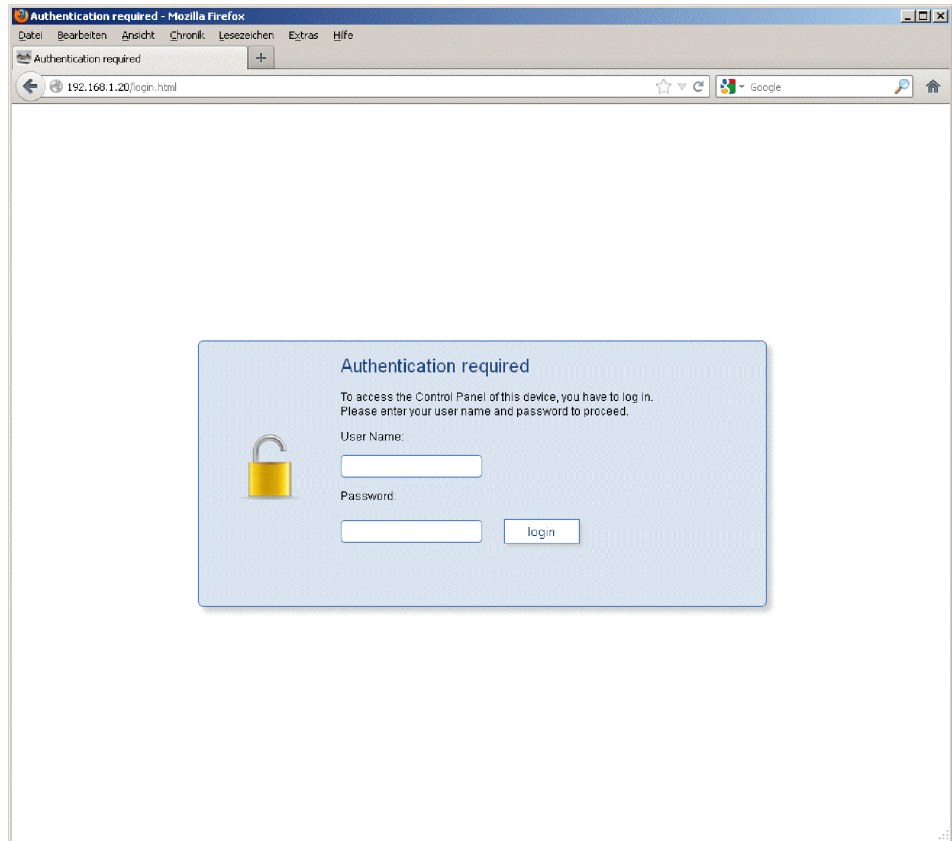 Authentication required - Mozilla Firefox
Datei Bearbeiten Ansicht Chronik Lesezeichen Extras Hilfe
Authentication required +
192.168.1.20/login.html Google
Authentication required
To access the Control Panel of this device, you have to log in.
Please enter your user name and password to proceed.
User Name:
Password:
login